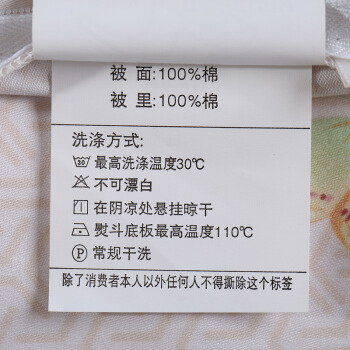 被 面:100%棉
被 里:100%棉
洗涤方式:
30 最高洗涤温度30℃
不可漂白
在阴凉处悬挂晾干
熨斗底板最高温度110℃
Ⓟ 常规干洗
除了消费者本人以外任何人不得撕除这个标签